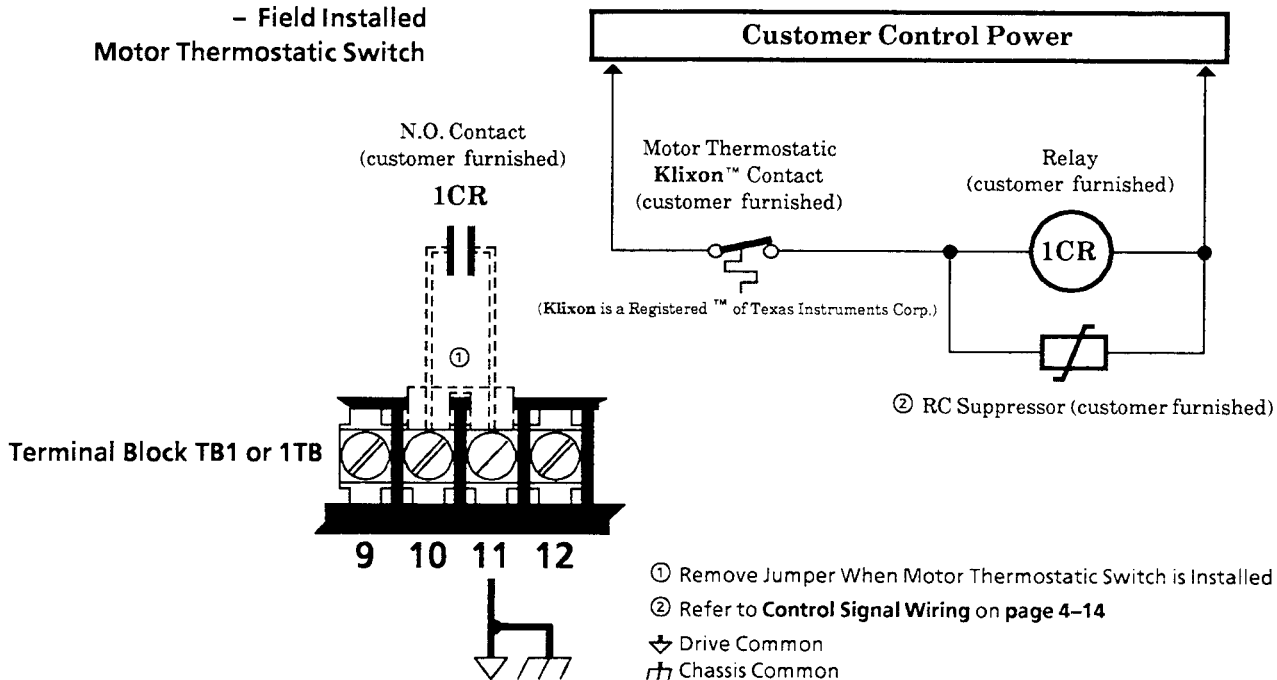 – Field Installed
Motor Thermostatic Switch
Customer Control Power
N.O. Contact
(customer furnished)
1CR
Motor Thermostatic
Klixon™ Contact
(customer furnished)
Relay
(customer furnished)
1CR
(Klixon is a Registered ™ of Texas Instruments Corp.)
①
② RC Suppressor (customer furnished)
Terminal Block TB1 or 1TB
9 10 11 12
① Remove Jumper When Motor Thermostatic Switch is Installed
② Refer to Control Signal Wiring on page 4–14
Drive Common
Chassis Common